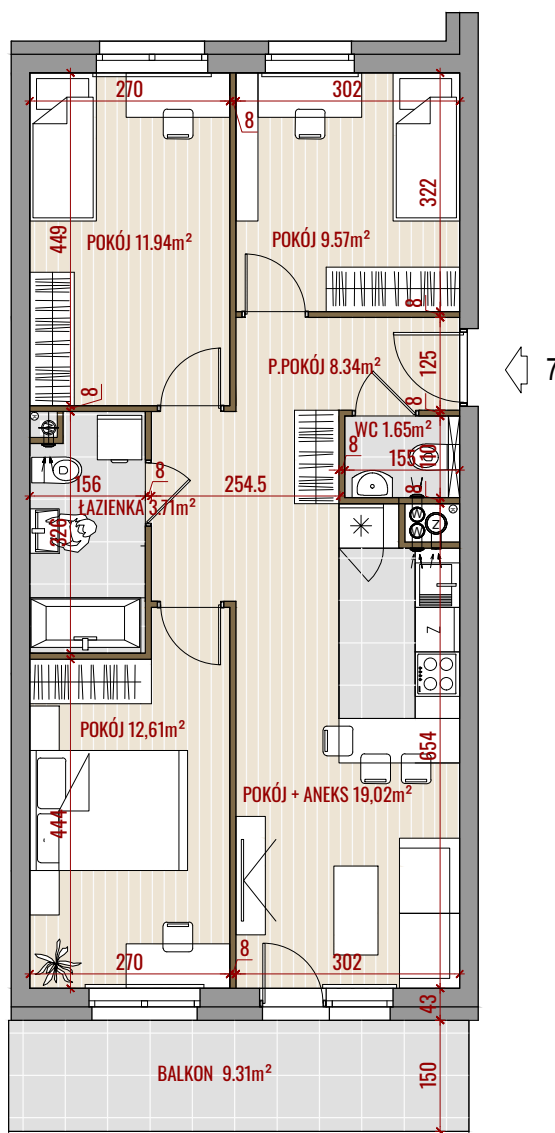 270
302
8
322
449
POKÓJ 11.94m²
POKÓJ 9.57m²
8
7
P.POKÓJ 8.34m²
125
8
8
WC 1.65m²
8
155
110
156
8
254.5
8
ŁAZIENKA 3.71m²
326
W
W
Z
Z
POKÓJ 12,61m²
654
POKÓJ + ANEKS 19,02m²
444
8
270
302
43
BALKON 9.31m²
150